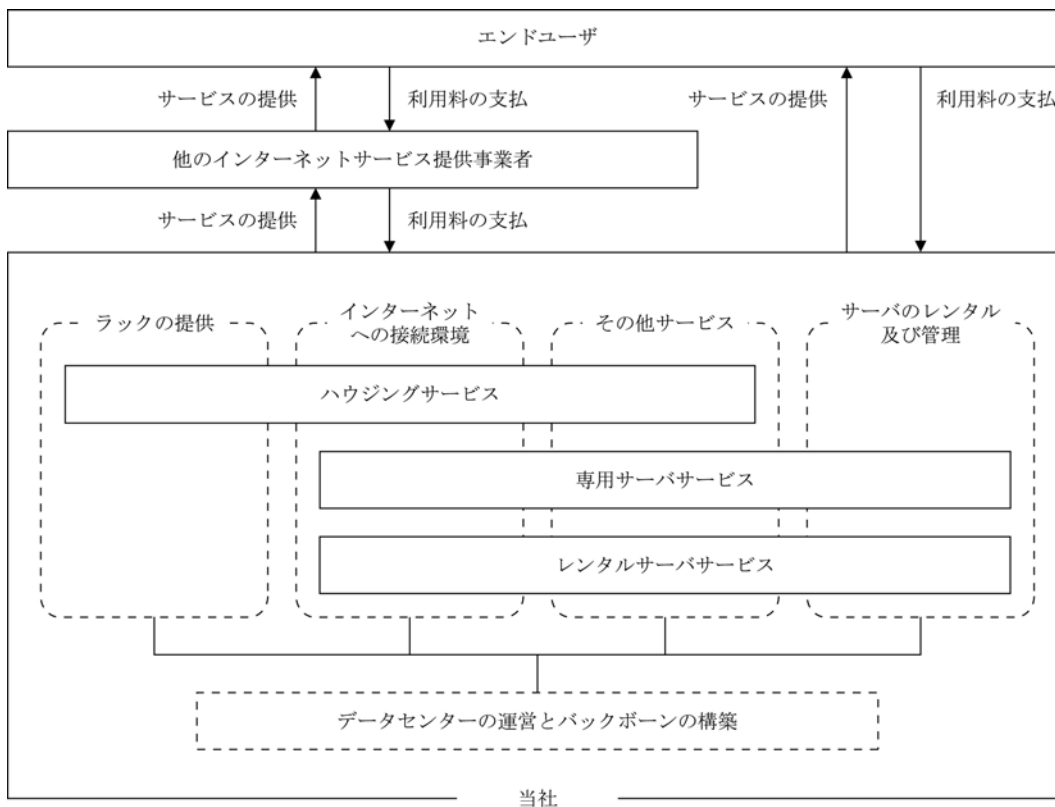 エンドユーザ
サービスの提供
利用料の支払
サービスの提供
利用料の支払
他のインターネットサービス提供事業者
サービスの提供
利用料の支払
ラックの提供
インターネット
への接続環境
その他サービス
サーバのレンタル
及び管理
ハウジングサービス
専用サーバサービス
レンタルサーバサービス
データセンターの運営とバックボーンの構築
当社